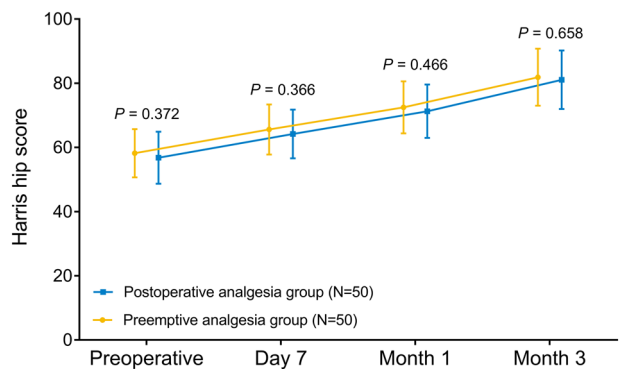 100
80
60
40
20
0
Harris hip score
P = 0.372
P = 0.366
P = 0.466
P = 0.658
Postoperative analgesia group (N=50)
Preemptive analgesia group (N=50)
Preoperative
Day 7
Month 1
Month 3